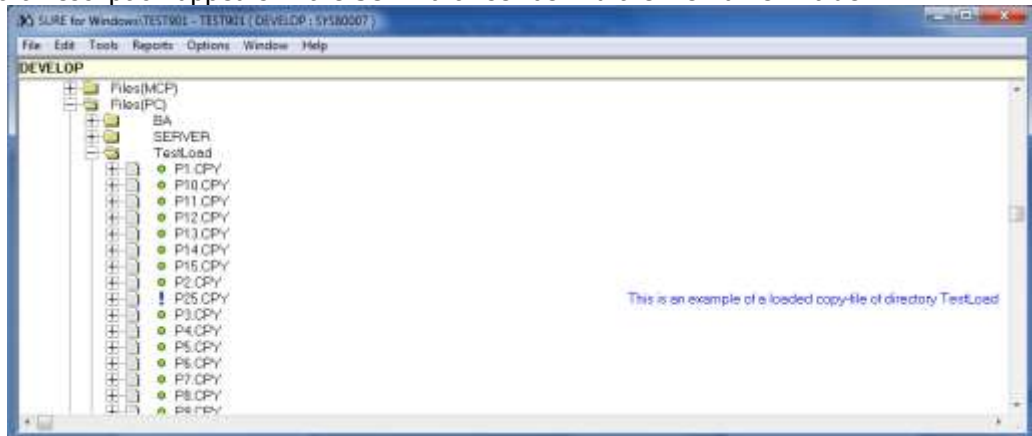 SURE for Windows:TEST901 - TEST901 ( DEVELOP : SYSB0007 )
File Edit Tools Reports Options Window Help
DEVELOP
Files(MCP)
Files(PC)
BA
SERVER
TestLoad
P1.CPY
P10.CPY
P11.CPY
P12.CPY
P13.CPY
P14.CPY
P15.CPY
P2.CPY
! P25.CPY This is an example of a loaded copy-file of directory TestLoad
P3.CPY
P4.CPY
P5.CPY
P6.CPY
P7.CPY
P8.CPY